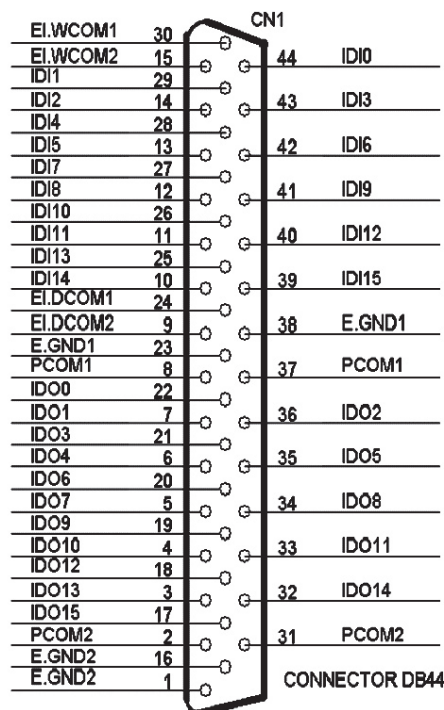 CN1
EI.WCOM1 30
EI.WCOM2 15 44 IDI0
IDI1 29
IDI2 14 43 IDI3
IDI4 28
IDI5 13 42 IDI6
IDI7 27
IDI8 12 41 IDI9
IDI10 26
IDI11 11 40 IDI12
IDI13 25
IDI14 10 39 IDI15
EI.DCOM1 24
EI.DCOM2 9 38 E.GND1
E.GND1 23
PCOM1 8 37 PCOM1
IDO0 22
IDO1 7 36 IDO2
IDO3 21
IDO4 6 35 IDO5
IDO6 20
IDO7 5 34 IDO8
IDO9 19
IDO10 4 33 IDO11
IDO12 18
IDO13 3 32 IDO14
IDO15 17
PCOM2 2 31 PCOM2
E.GND2 16
E.GND2 1
CONNECTOR DB44